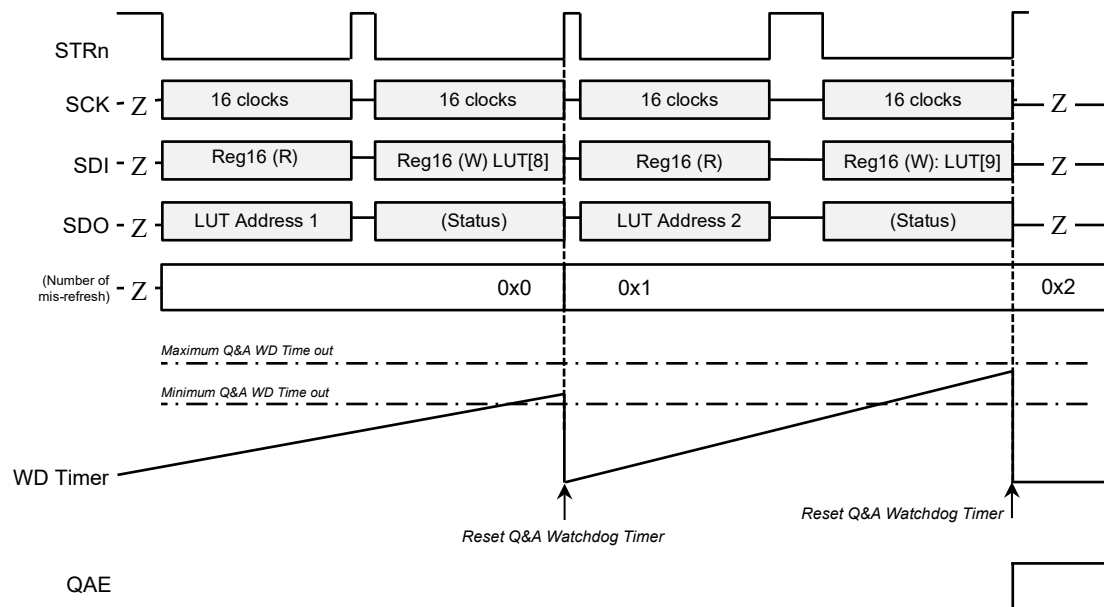 STRn
SCK Z 16 clocks 16 clocks 16 clocks 16 clocks Z
SDI Z Reg16 (R) Reg16 (W) LUT[8] Reg16 (R) Reg16 (W): LUT[9] Z
SDO Z LUT Address 1 (Status) LUT Address 2 (Status) Z
(Number of
mis-refresh) Z 0x0 0x1 0x2
Maximum Q&A WD Time out
Minimum Q&A WD Time out
WD Timer
Reset Q&A Watchdog Timer
Reset Q&A Watchdog Timer
QAE